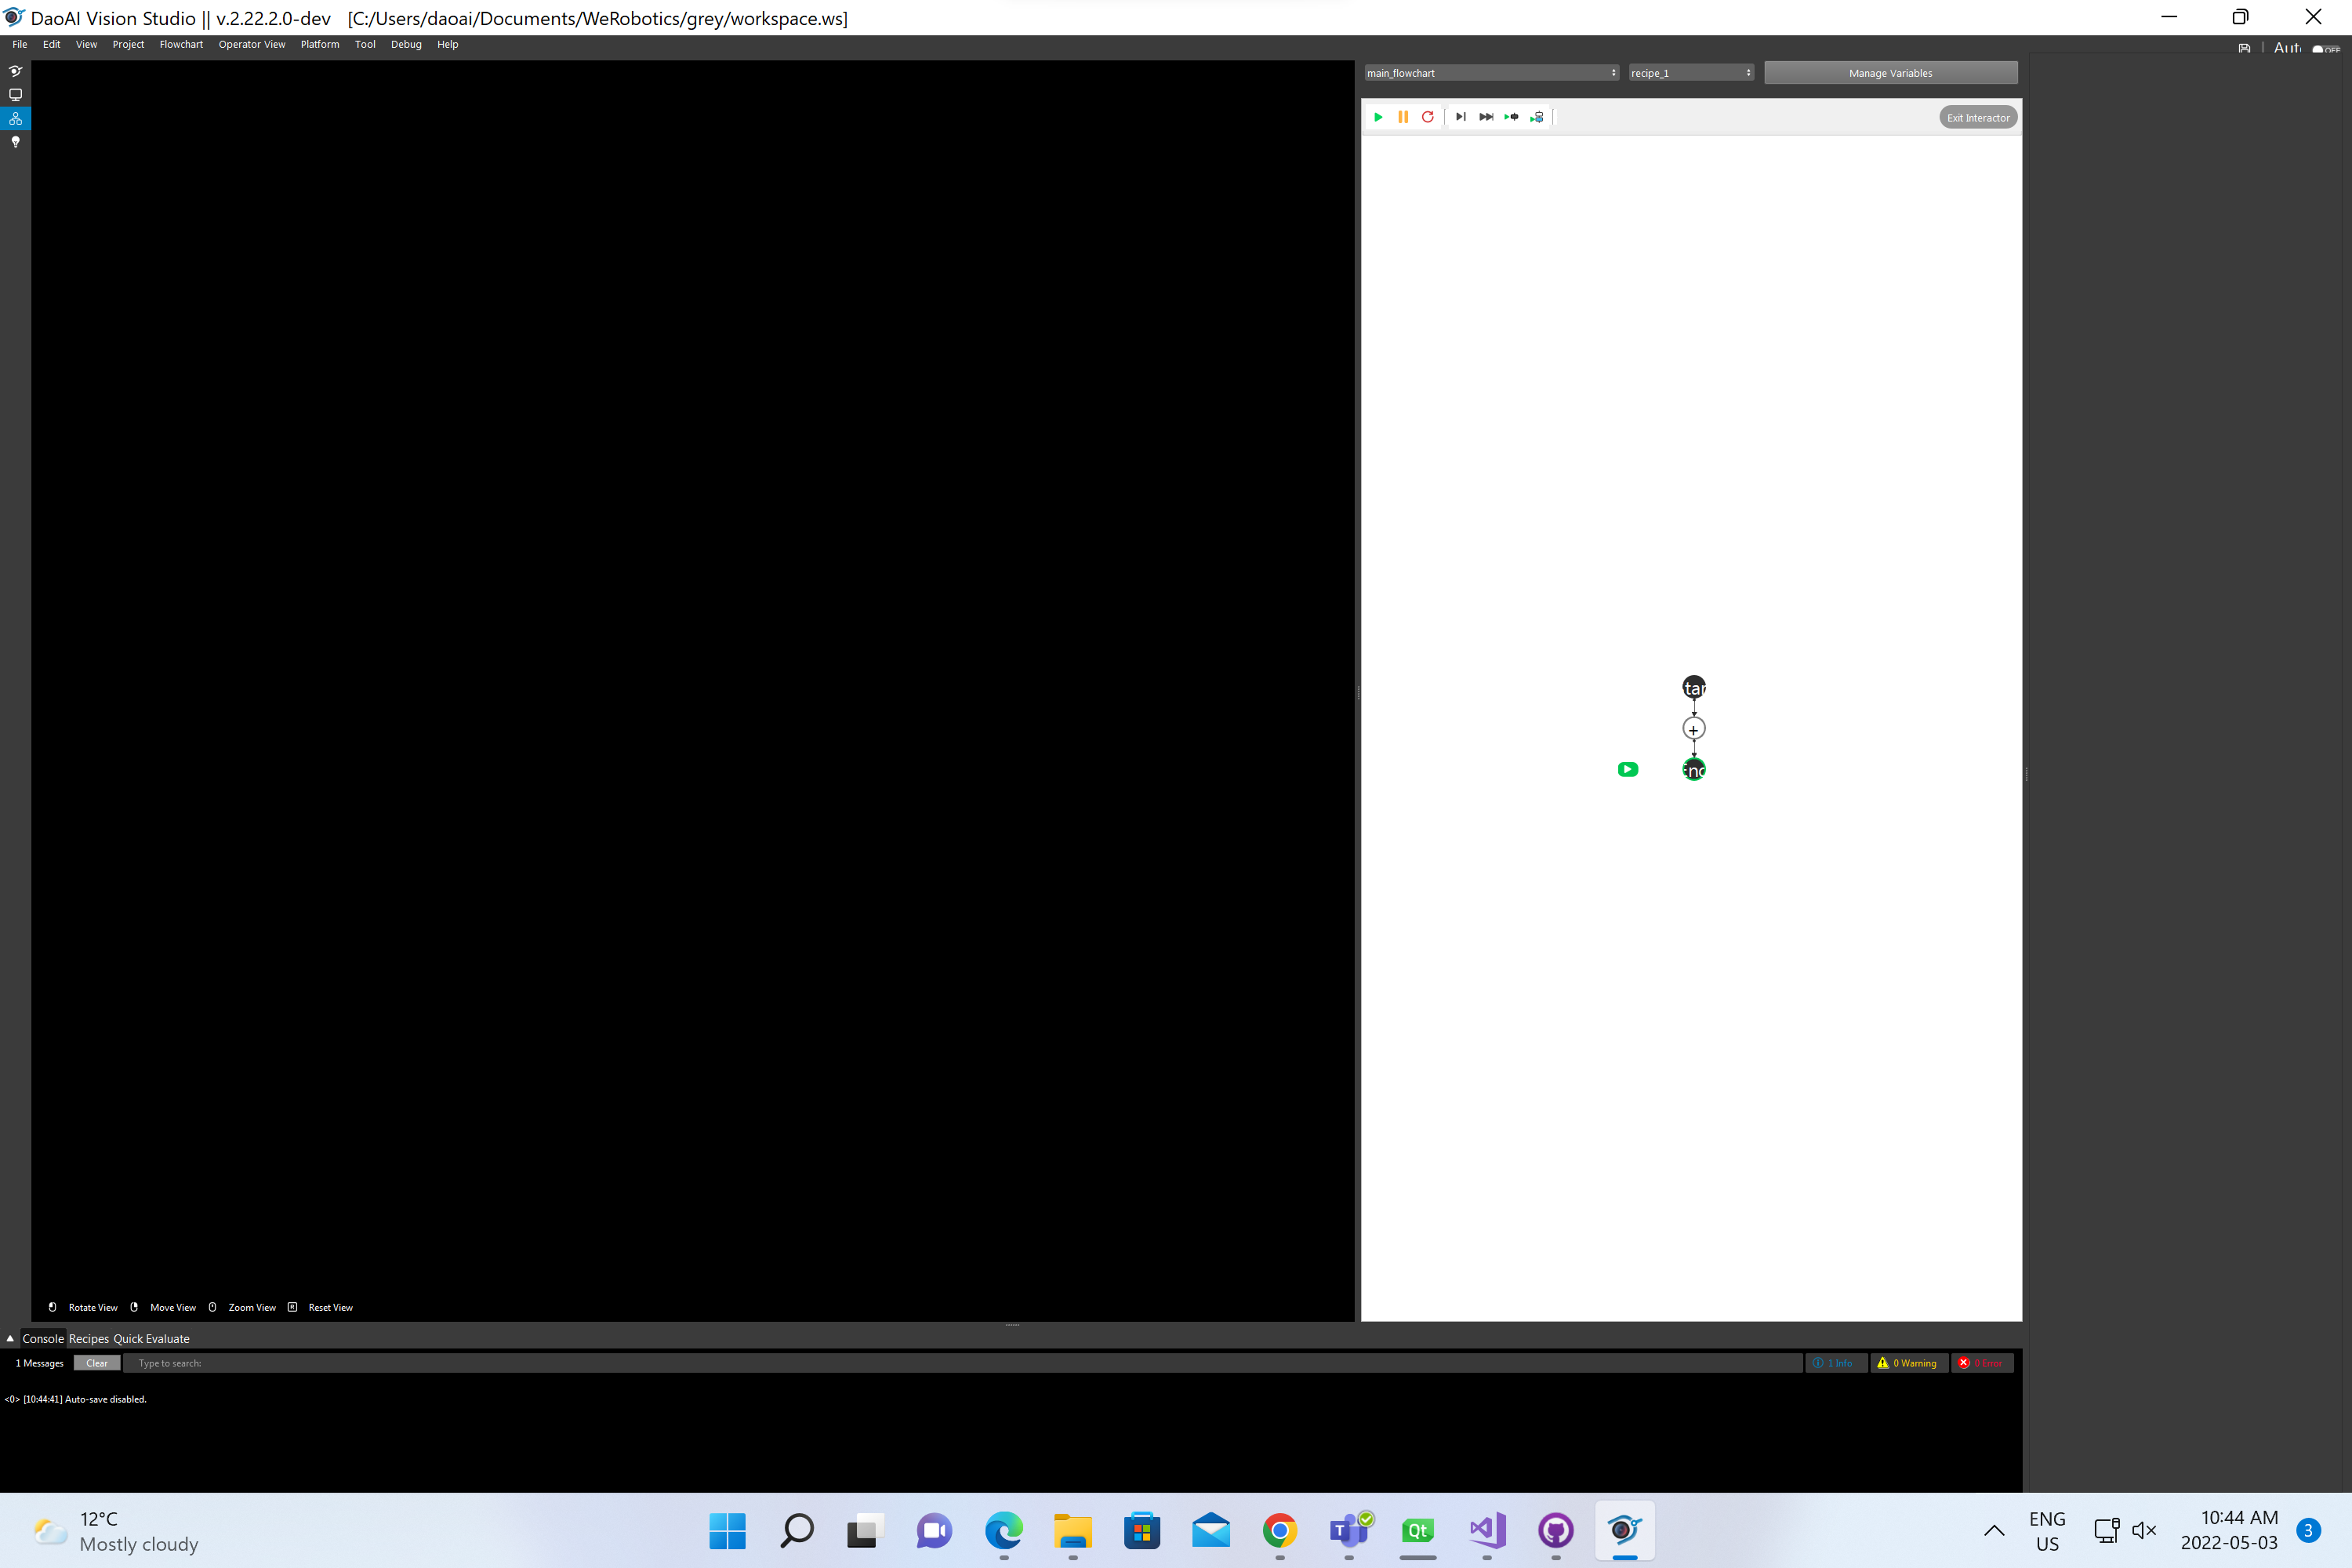 DaoAI Vision Studio || v.2.22.2.0-dev [C:/Users/daoai/Documents/WeRobotics/grey/workspace.ws]
File Edit View Project Flowchart Operator View Platform Tool Debug Help
OFF
main_flowchart recipe_1 Manage Variables
Exit Interactor
+
Rotate View Move View R Zoom View Reset View
Console Recipes Quick Evaluate
1 Messages Clear Type to search: 1 Info 0 Warning 0 Error
<0> [10:44:41] Auto-save disabled.
12°C
Mostly cloudy
T
Qt
ENG
US
10:44 AM
2022-05-03
3